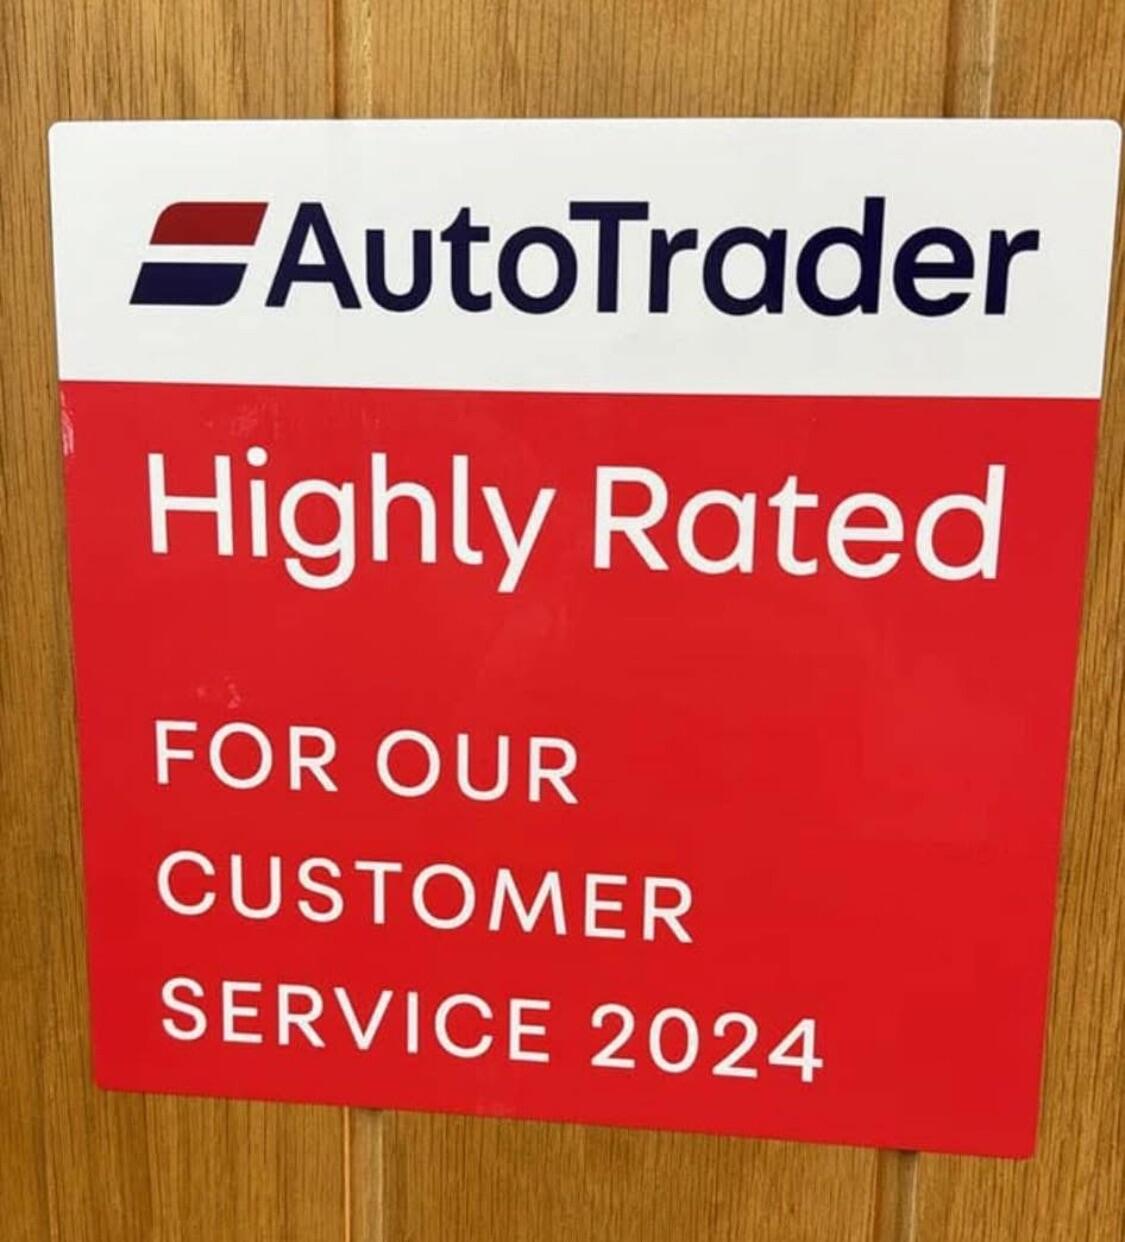 AutoTrader
Highly Rated
FOR OUR
CUSTOMER
SERVICE 2024